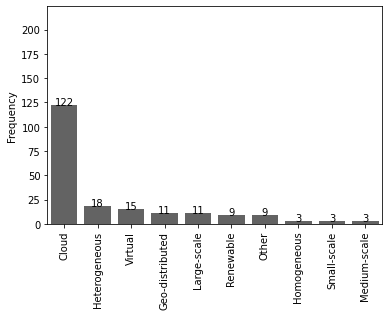 Frequency
200
175
150
125
100
75
50
25
0
122
18
15
11
11
9
9
3
3
3
Cloud
Heterogeneous
Virtual
Geo-distributed
Large-scale
Renewable
Other
Homogeneous
Small-scale
Medium-scale